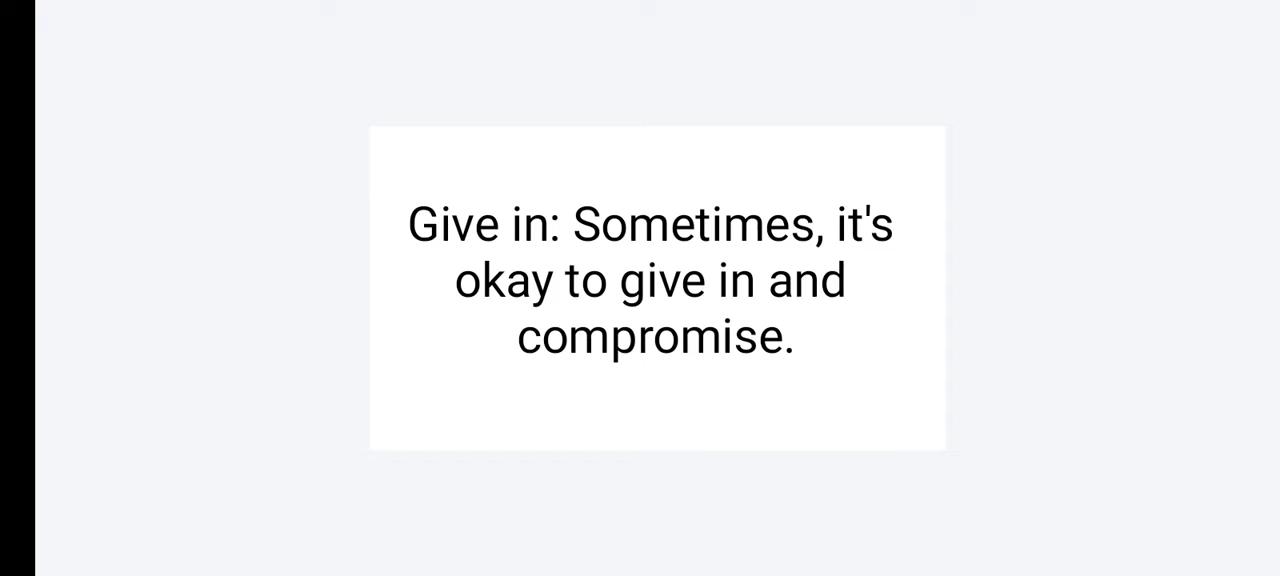 Give in: Sometimes, it's
okay to give in and
compromise.